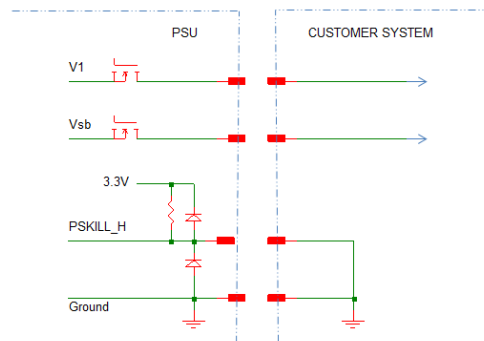 PSU
CUSTOMER SYSTEM
V1
Vsb
3.3V
PSKILL_H
Ground